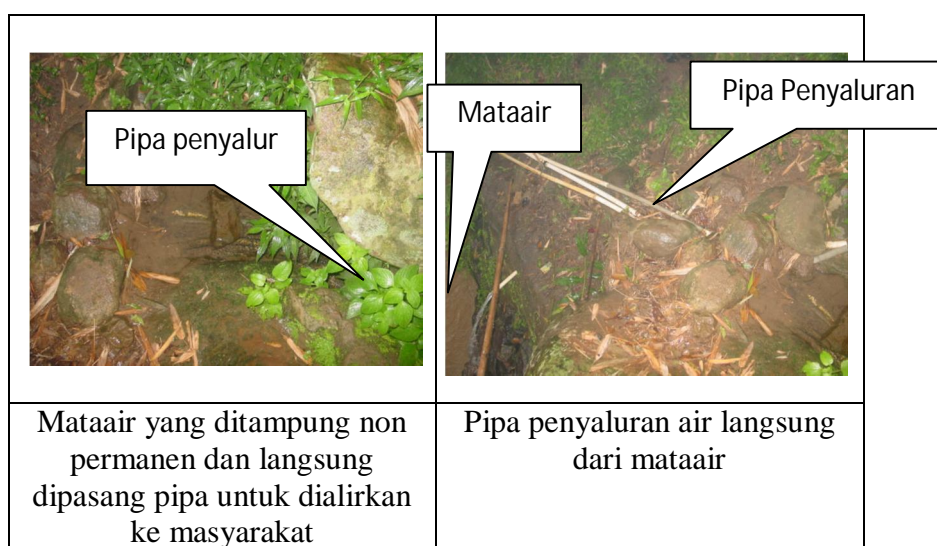 Pipa penyalur
Mataair
Pipa Penyaluran
Mataair yang ditampung non
permanen dan langsung
dipasang pipa untuk dialirkan
ke masyarakat
Pipa penyaluran air langsung
dari mataair